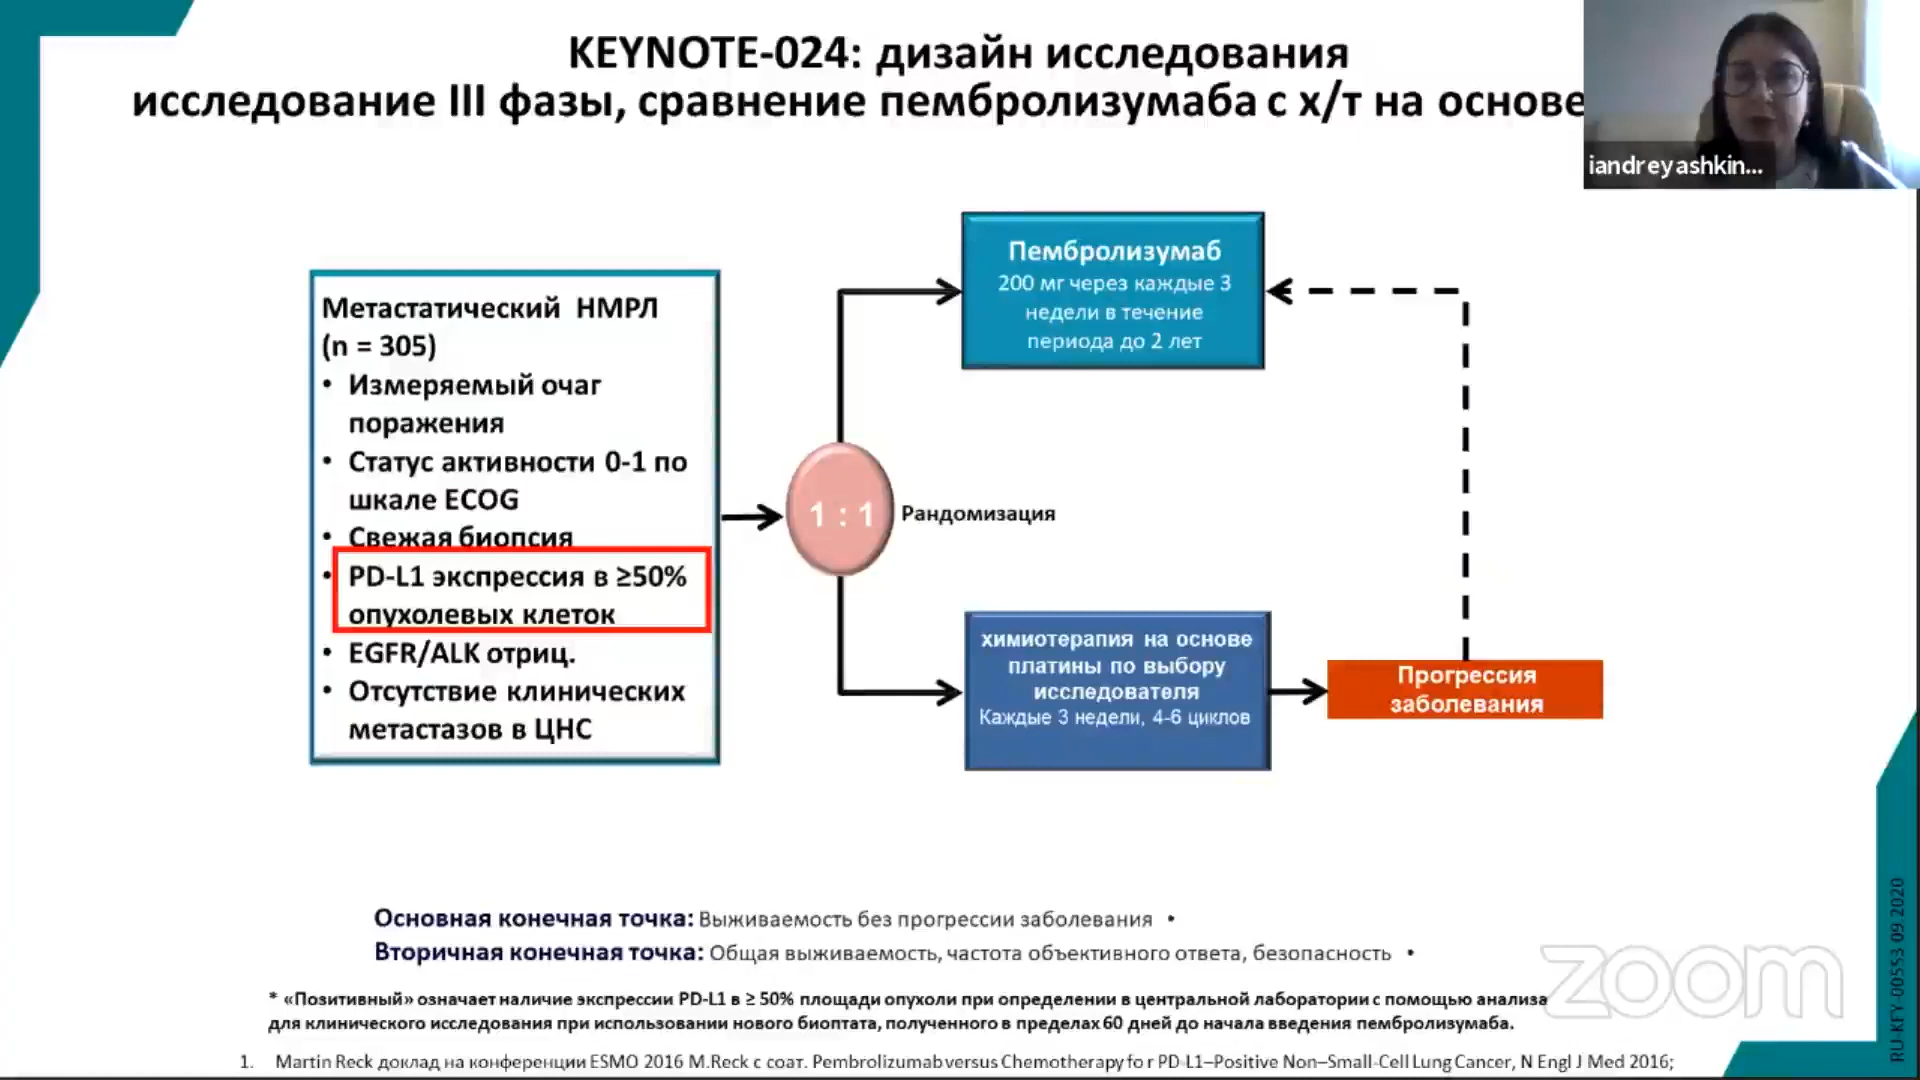 KEYNOTE-024: дизайн исследования
исследование III фазы, сравнение пембролизумаба с х/т на основе
iandreyashkin...
Метастатический НМРЛ
(n = 305)
• Измеряемый очаг
поражения
• Статус активности 0-1 по
шкале ECOG
• Свежая биопсия
• PD-L1 экспрессия в ≥50%
опухолевых клеток
• EGFR/ALK отриц.
• Отсутствие клинических
метастазов в ЦНС
1 : 1
Рандомизация
Пембролизумаб
200 мг через каждые 3
недели в течение
периода до 2 лет
химиотерапия на основе
платины по выбору
исследователя
Каждые 3 недели, 4-6 циклов
Прогрессия
заболевания
Основная конечная точка: Выживаемость без прогрессии заболевания •
Вторичная конечная точка: Общая выживаемость, частота объективного ответа, безопасность •
* «Позитивный» означает наличие экспрессии PD-L1 в ≥ 50% площади опухоли при определении в центральной лаборатории с помощью анализа
для клинического исследования при использовании нового биоптата, полученного в пределах 60 дней до начала введения пембролизумаба.
1. Martin Reck доклад на конференции ESMO 2016 M.Reck с соат. Pembrolizumab versus Chemotherapy fo r PD-L1–Positive Non–Small-Cell Lung Cancer, N Engl J Med 2016;
RU-KEY-00553 09 2020
zoom